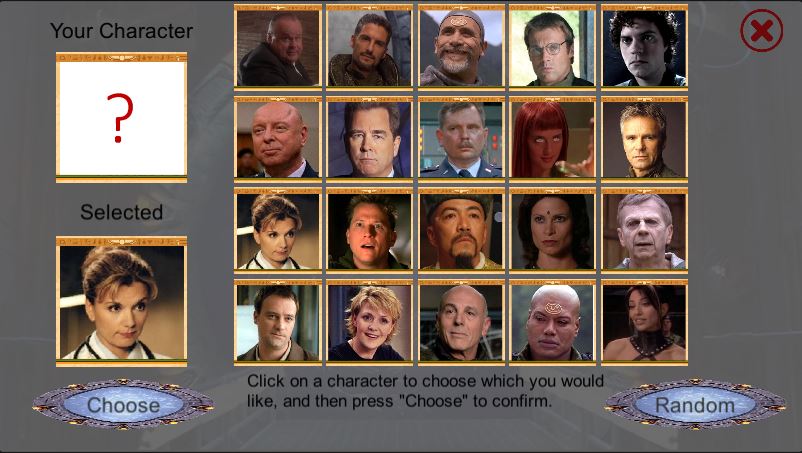 Your Character
?
Selected
Choose
Click on a character to choose which you would
like, and then press "Choose" to confirm.
Random